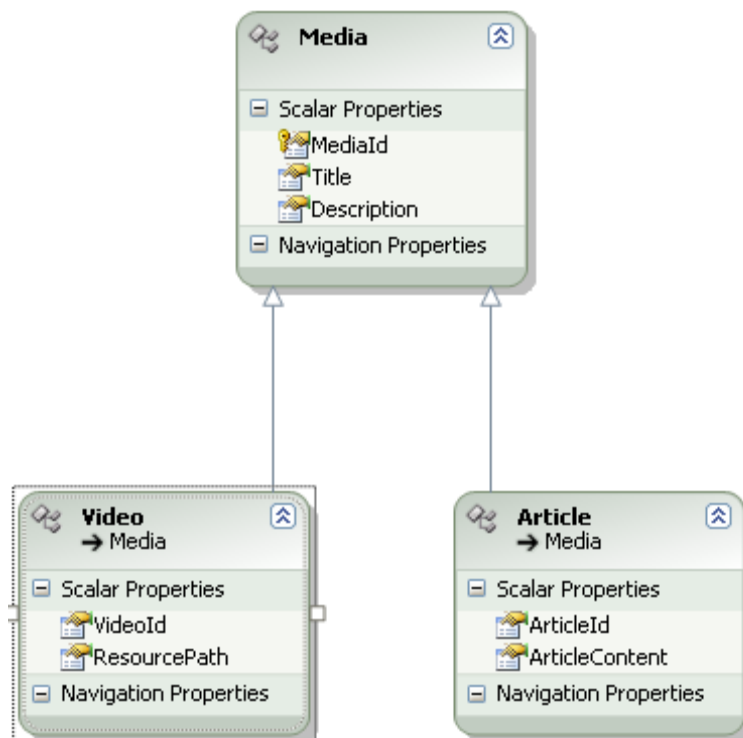 Media
Scalar Properties
MediaId
Title
Description
Navigation Properties
Video
Media
Scalar Properties
VideoId
ResourcePath
Navigation Properties
Article
Media
Scalar Properties
ArticleId
ArticleContent
Navigation Properties